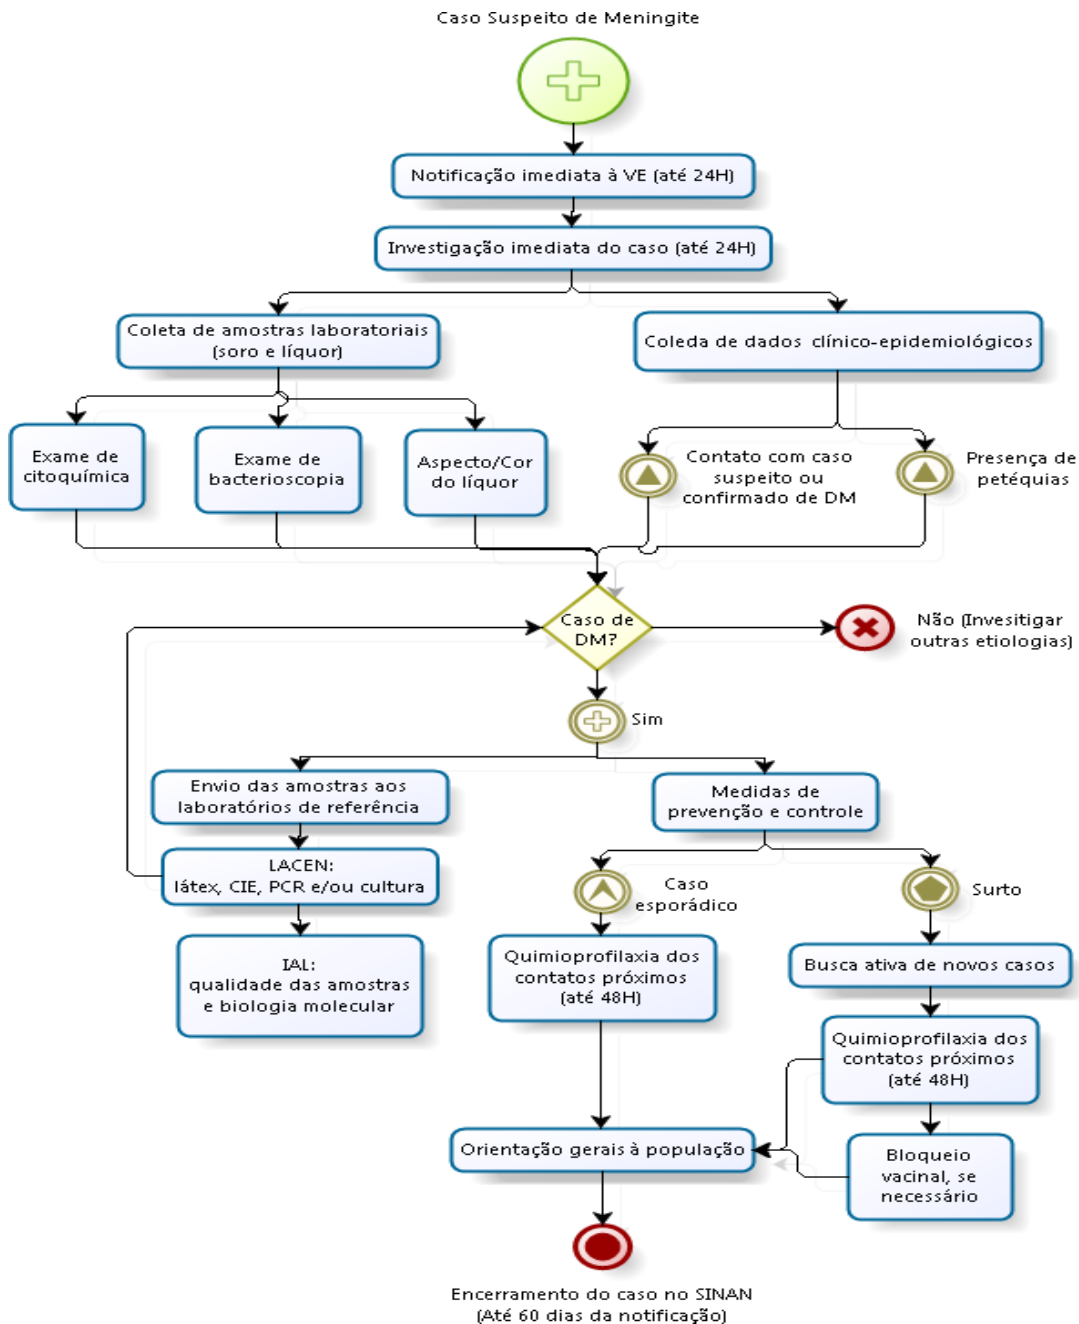 Caso Suspeito de Meningite
Notificação imediata à VE (até 24H)
Investigação imediata do caso (até 24H)
Coleta de amostras laboratoriais
(soro e líquor)
Coleda de dados clínico-epidemiológicos
Exame de
citoquímica
Exame de
bacterioscopia
Aspecto/Cor
do líquor
Contato com caso
suspeito ou
confirmado de DM
Presença de
petéquias
Caso de
DM?
Não (Invesitigar
outras etiologias)
Sim
Envio das amostras aos
laboratórios de referência
Medidas de
prevenção e controle
LACEN:
látex, CIE, PCR e/ou cultura
Caso
esporádico
Surto
IAL:
qualidade das amostras
e biologia molecular
Quimioprofilaxia dos
contatos próximos
(até 48H)
Busca ativa de novos casos
Quimioprofilaxia dos
contatos próximos
(até 48H)
Orientação gerais à população
Bloqueio
vacinal, se
necessário
Encerramento do caso no SINAN
(Até 60 dias da notificação)